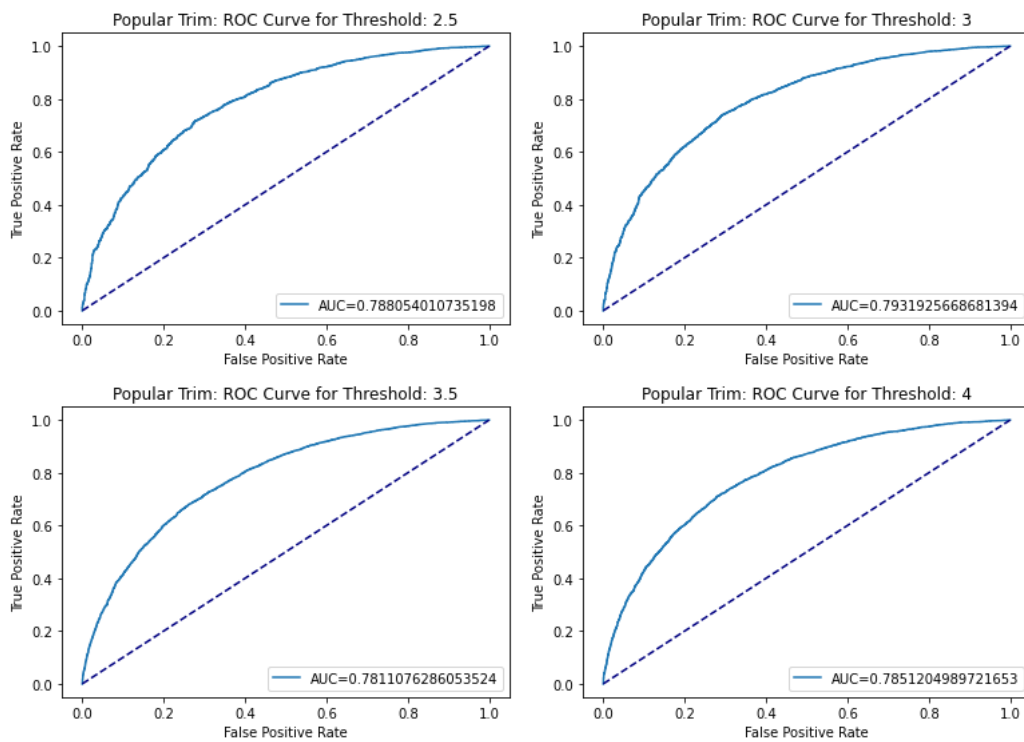 Popular Trim: ROC Curve for Threshold: 2.5
True Positive Rate
1.0
0.8
0.6
0.4
0.2
0.0
AUC=0.788054010735198
0.0 0.2 0.4 0.6 0.8 1.0
False Positive Rate
Popular Trim: ROC Curve for Threshold: 3
True Positive Rate
1.0
0.8
0.6
0.4
0.2
0.0
AUC=0.7931925668681394
0.0 0.2 0.4 0.6 0.8 1.0
False Positive Rate
Popular Trim: ROC Curve for Threshold: 3.5
True Positive Rate
1.0
0.8
0.6
0.4
0.2
0.0
AUC=0.7811076286053524
0.0 0.2 0.4 0.6 0.8 1.0
False Positive Rate
Popular Trim: ROC Curve for Threshold: 4
True Positive Rate
1.0
0.8
0.6
0.4
0.2
0.0
AUC=0.7851204989721653
0.0 0.2 0.4 0.6 0.8 1.0
False Positive Rate